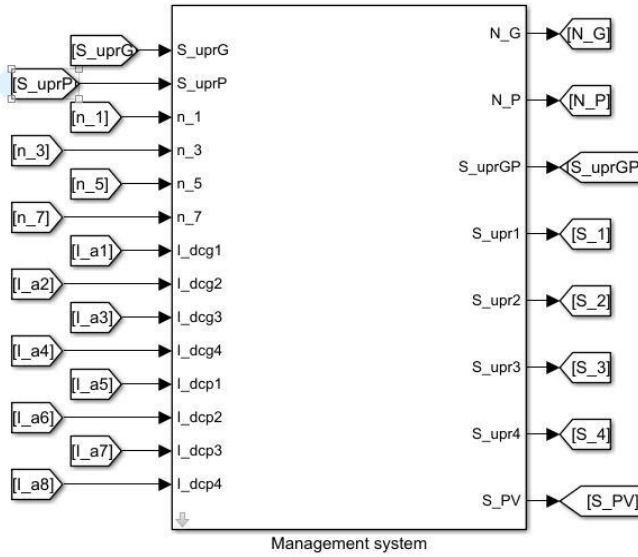 [S_uprG] S_uprG N_G [N_G]
[S_uprP] S_uprP
[n_1] n_1 N_P [N_P]
[n_3] n_3
[n_5] n_5 S_uprGP [S_uprGP]
[n_7] n_7
[I_a1] I_dcg1 S_upr1 [S_1]
[I_a2] I_dcg2
[I_a3] I_dcg3 S_upr2 [S_2]
[I_a4] I_dcg4
[I_a5] I_dcp1 S_upr3 [S_3]
[I_a6] I_dcp2
[I_a7] I_dcp3 S_upr4 [S_4]
[I_a8] I_dcp4
S_PV [S_PV]
Management system